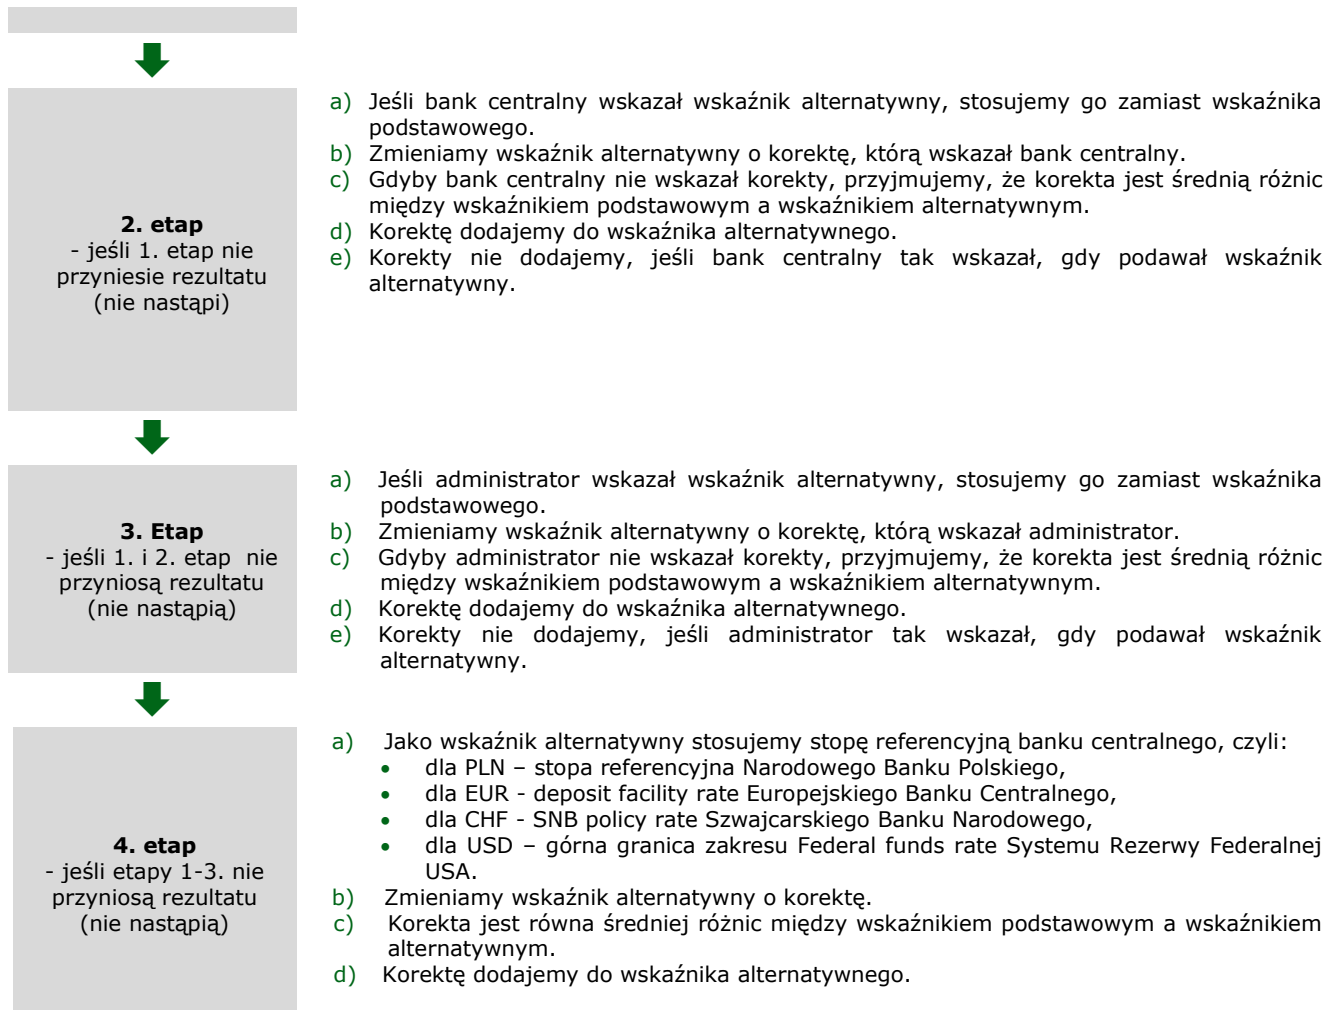 2. etap
- jeśli 1. etap nie
przyniesie rezultatu
(nie nastąpi)
a) Jeśli bank centralny wskazał wskaźnik alternatywny, stosujemy go zamiast wskaźnika
podstawowego.
b) Zmieniamy wskaźnik alternatywny o korektę, którą wskazał bank centralny.
c) Gdyby bank centralny nie wskazał korekty, przyjmujemy, że korekta jest średnią różnic
między wskaźnikiem podstawowym a wskaźnikiem alternatywnym.
d) Korektę dodajemy do wskaźnika alternatywnego.
e) Korekty nie dodajemy, jeśli bank centralny tak wskazał, gdy podawał wskaźnik
alternatywny.
3. Etap
- jeśli 1. i 2. etap nie
przyniosą rezultatu
(nie nastąpią)
a) Jeśli administrator wskazał wskaźnik alternatywny, stosujemy go zamiast wskaźnika
podstawowego.
b) Zmieniamy wskaźnik alternatywny o korektę, którą wskazał administrator.
c) Gdyby administrator nie wskazał korekty, przyjmujemy, że korekta jest średnią różnic
między wskaźnikiem podstawowym a wskaźnikiem alternatywnym.
d) Korektę dodajemy do wskaźnika alternatywnego.
e) Korekty nie dodajemy, jeśli administrator tak wskazał, gdy podawał wskaźnik
alternatywny.
4. etap
- jeśli etapy 1-3. nie
przyniosą rezultatu
(nie nastąpią)
a) Jako wskaźnik alternatywny stosujemy stopę referencyjną banku centralnego, czyli:
• dla PLN – stopa referencyjna Narodowego Banku Polskiego,
• dla EUR - deposit facility rate Europejskiego Banku Centralnego,
• dla CHF - SNB policy rate Szwajcarskiego Banku Narodowego,
• dla USD – górna granica zakresu Federal funds rate Systemu Rezerwy Federalnej
USA.
b) Zmieniamy wskaźnik alternatywny o korektę.
c) Korekta jest równa średniej różnic między wskaźnikiem podstawowym a wskaźnikiem
alternatywnym.
d) Korektę dodajemy do wskaźnika alternatywnego.